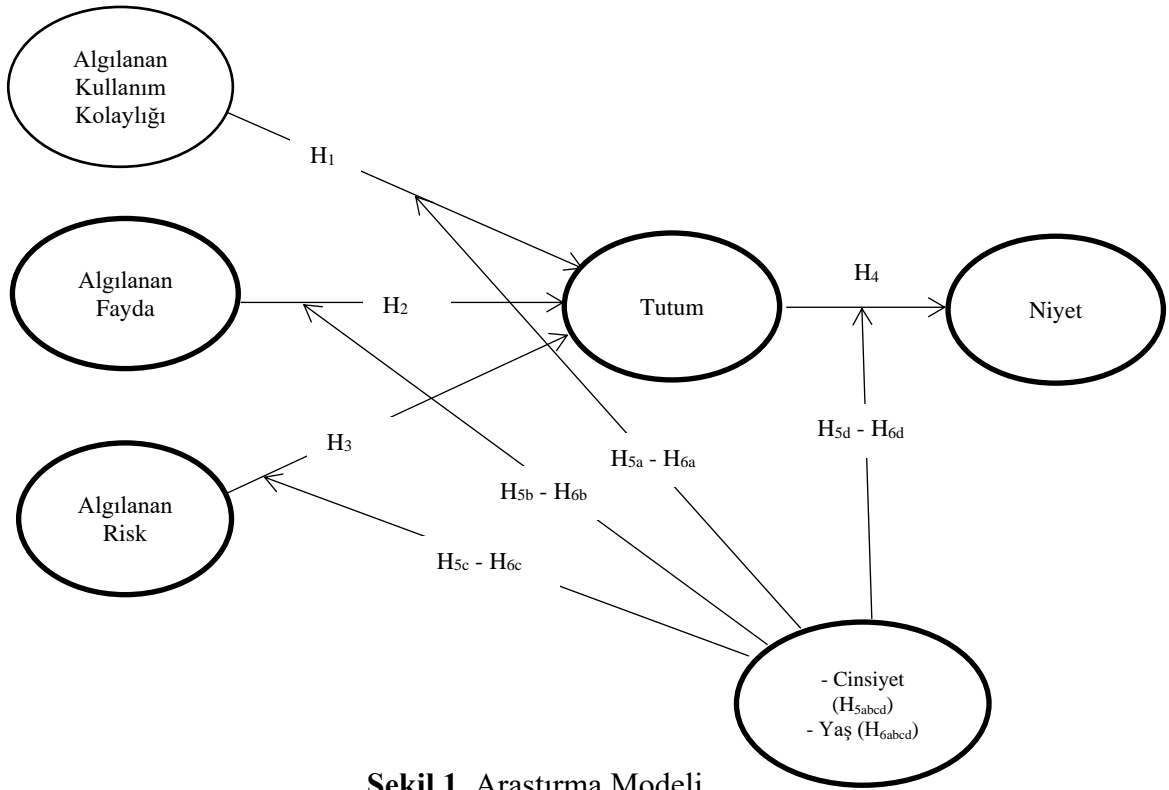 Algılanan
Kullanım
Kolaylığı
H1
Algılanan
Fayda
H2
Tutum
H4
Niyet
H3
H5a - H6a
H5d - H6d
H5b - H6b
Algılanan
Risk
H5c - H6c
- Cinsiyet
(H5abcd)
- Yaş (H6abcd)
Şekil 1. Araştırma Modeli